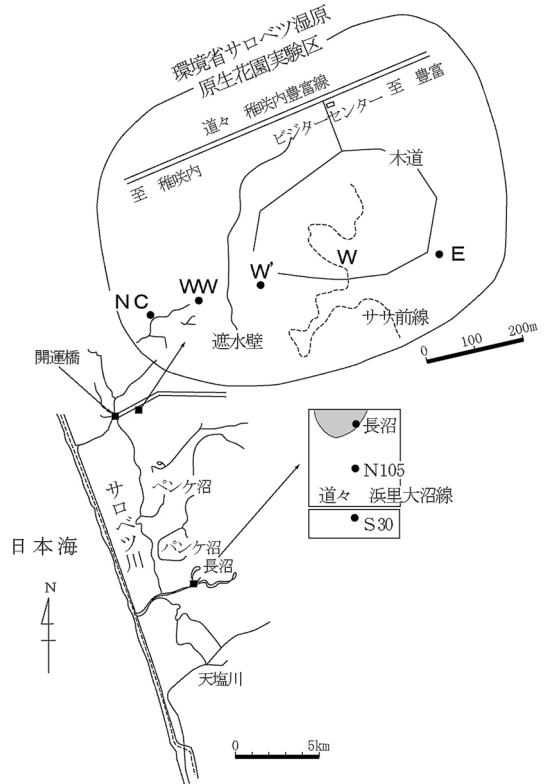 環境省サロベツ湿原
原生花園実験区
道々 稚咲内豊富線
ビジターセンター
至 豊富
至 稚咲内
木道
W
E
W'
WW
NC
ササ前線
遮水壁
0 100 200m
開運橋
長沼
N105
道々 浜里大沼線
S30
ペンケ沼
サロベツ川
パンケ沼
長沼
日本海
N
天塩川
0 5km